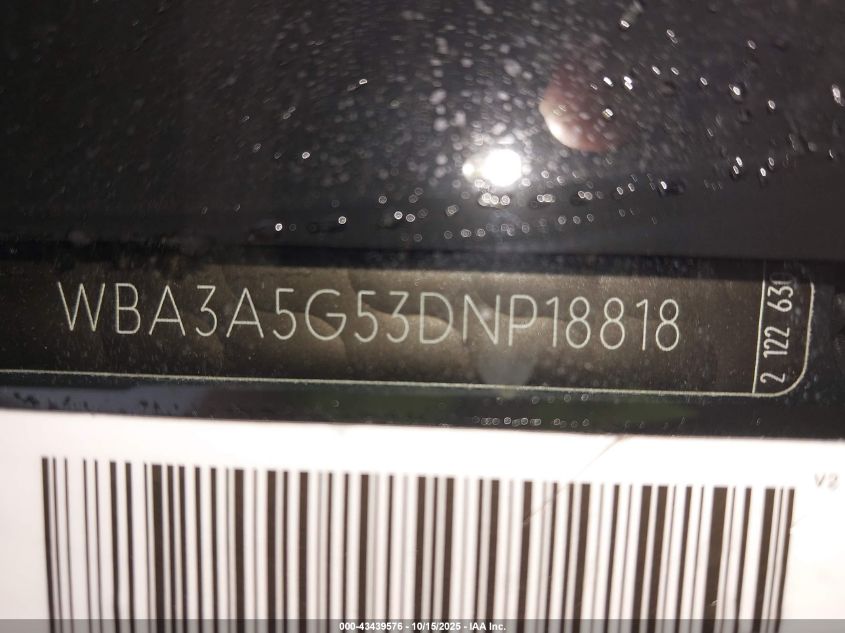 WBA3A5G53DNP18818
2 122 630
V2
000-43439576 - 10/15/2025 - IAA Inc.